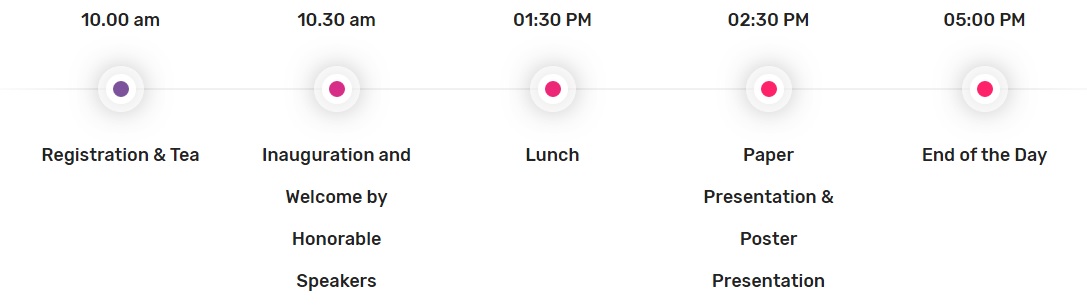 10.00 am
10.30 am
01:30 PM
02:30 PM
05:00 PM
Registration & Tea
Inauguration and
Welcome by
Honorable
Speakers
Lunch
Paper
Presentation &
Poster
Presentation
End of the Day